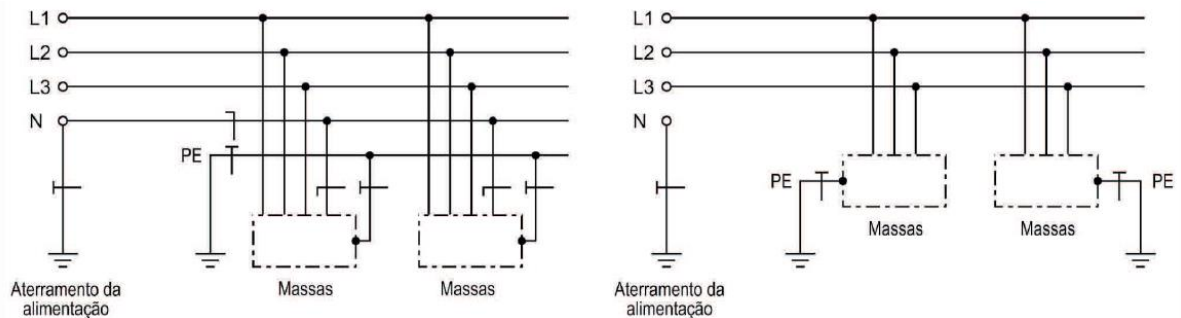 L1
L2
L3
N
PE
Aterramento da
alimentação
Massas
Massas
L1
L2
L3
N
PE
PE
Massas
Massas
Aterramento da
alimentação